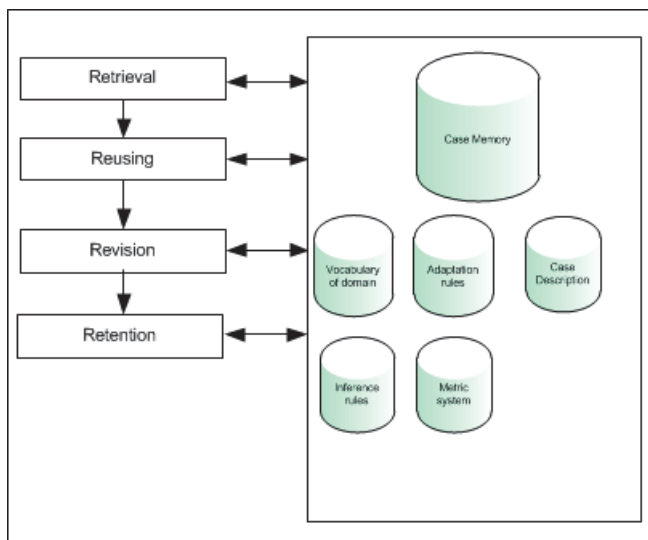 Retrieval
Reusing
Revision
Retention
Case Memory
Vocabulary
of domain
Adaptation
rules
Case
Description
Inference
rules
Metric
system